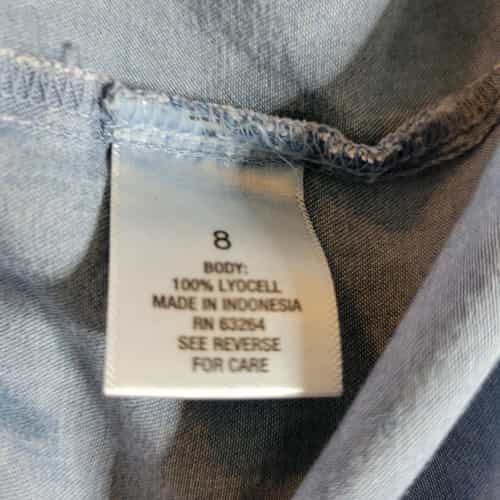 8
BODY:
100% LYOCELL
MADE IN INDONESIA
RN 63264
SEE REVERSE
FOR CARE